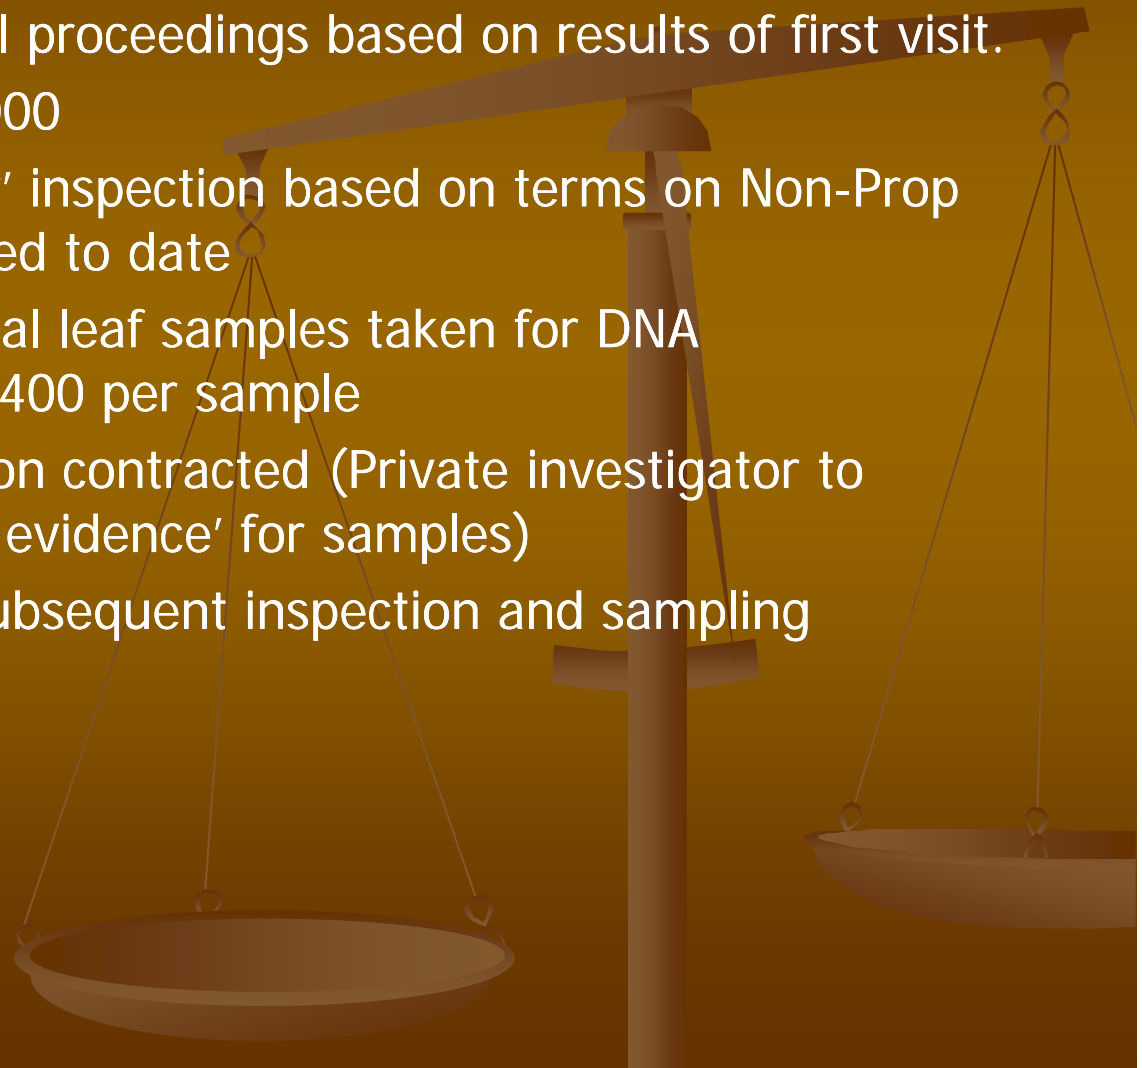 l proceedings based on results of first visit.
000
' inspection based on terms on Non-Prop
ed to date
al leaf samples taken for DNA
400 per sample
on contracted (Private investigator to
evidence' for samples)
ubsequent inspection and sampling